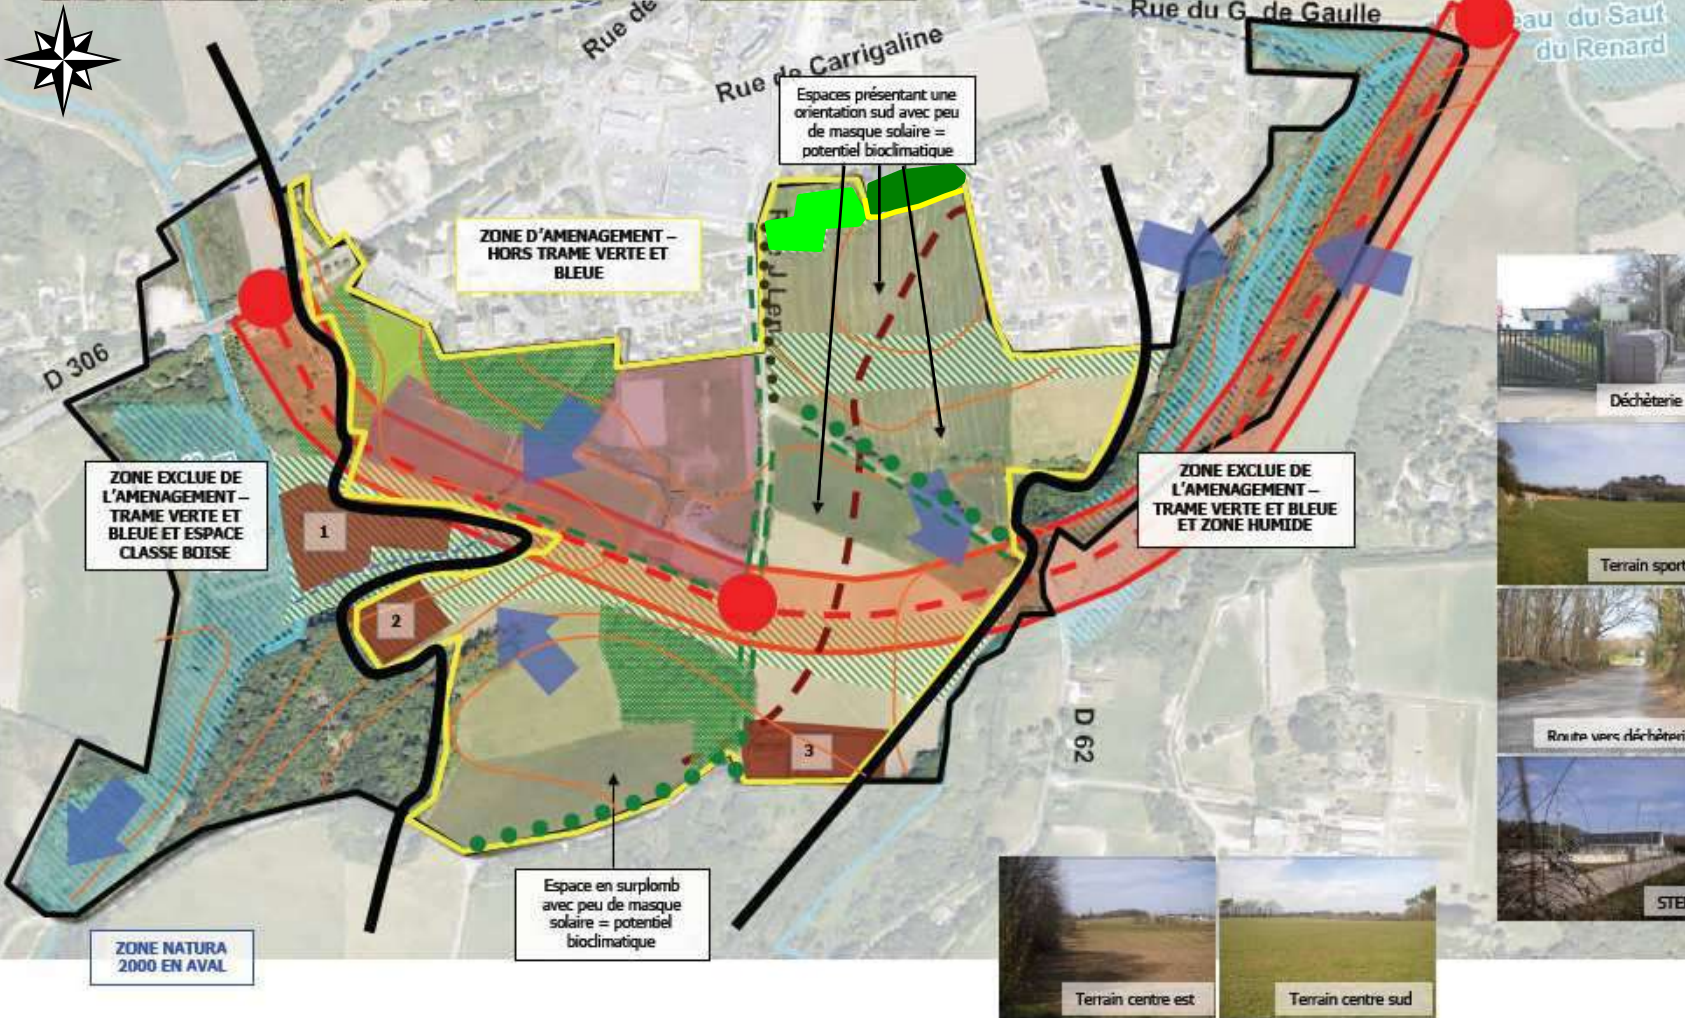 Rue de
Rue du G. de Gaulle
eau du Saut
du Renard
Rue de Carrigaline
Espaces présentant une
orientation sud avec peu
de masque solaire =
potentiel bioclimatique
ZONE D'AMENAGEMENT –
HORS TRAME VERTE ET
BLEUE
D 306
Déchèterie
ZONE EXCLUE DE
L'AMENAGEMENT –
TRAME VERTE ET
BLEUE ET ESPACE
CLASSE BOISE
ZONE EXCLUE DE
L'AMENAGEMENT –
TRAME VERTE ET BLEUE
ET ZONE HUMIDE
1
2
3
Terrain sport
D 62
Route vers déchèteri
Espace en surplomb
avec peu de masque
solaire = potentiel
bioclimatique
STE
ZONE NATURA
2000 EN AVAL
Terrain centre est
Terrain centre sud